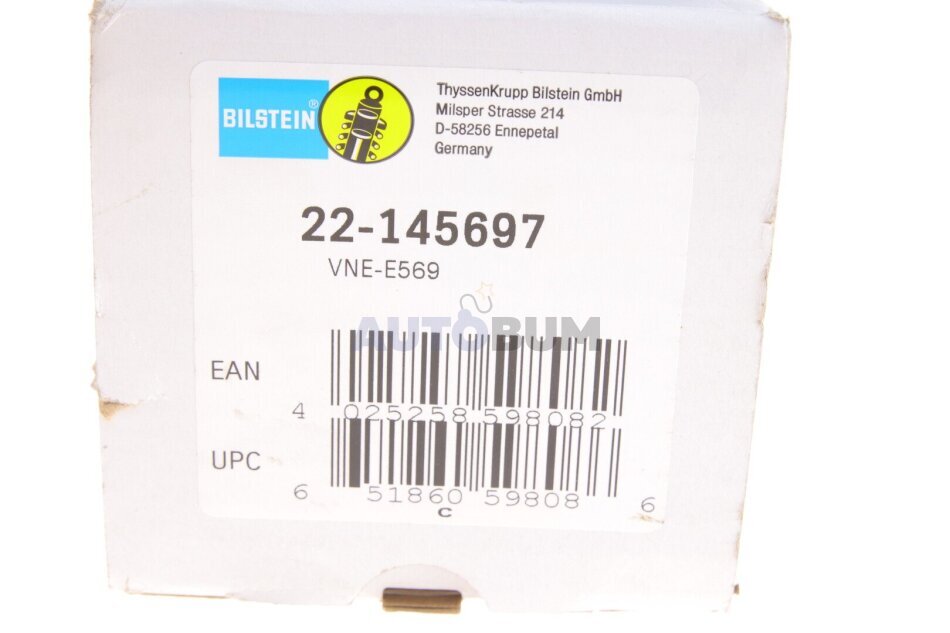 BILSTEIN®
ThyssenKrupp Bilstein GmbH
Milsper Strasse 214
D-58256 Ennepetal
Germany
22-145697
VNE-E569
AUTOBUM
EAN
4 025258 598082
UPC
6 51860 59808 6
C